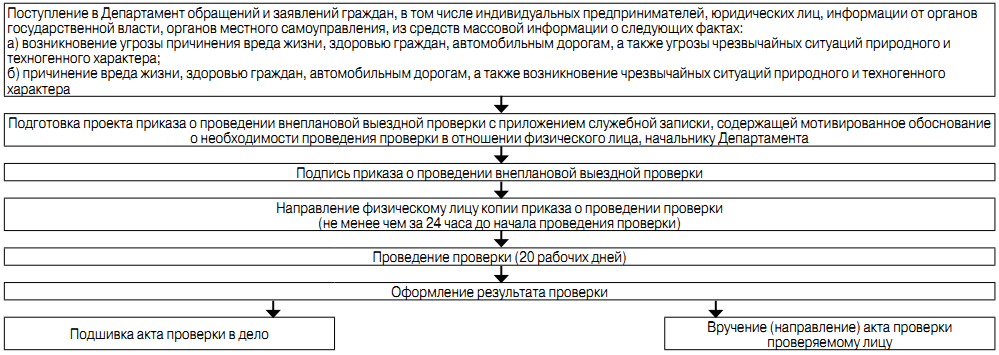 Поступление в Департамент обращений и заявлений граждан, в том числе индивидуальных предпринимателей, юридических лиц, информации от органов
государственной власти, органов местного самоуправления, из средств массовой информации о следующих фактах:
а) возникновение угрозы причинения вреда жизни, здоровью граждан, автомобильным дорогам, а также угрозы чрезвычайных ситуаций природного и
техногенного характера;
б) причинение вреда жизни, здоровью граждан, автомобильным дорогам, а также возникновение чрезвычайных ситуаций природного и техногенного
характера
Подготовка проекта приказа о проведении внеплановой выездной проверки с приложением служебной записки, содержащей мотивированное обоснование
о необходимости проведения проверки в отношении физического лица, начальнику Департамента
Подпись приказа о проведении внеплановой выездной проверки
Направление физическому лицу копии приказа о проведении проверки
(не менее чем за 24 часа до начала проведения проверки)
Проведение проверки (20 рабочих дней)
Оформление результата проверки
Подшивка акта проверки в дело
Вручение (направление) акта проверки
проверяемому лицу